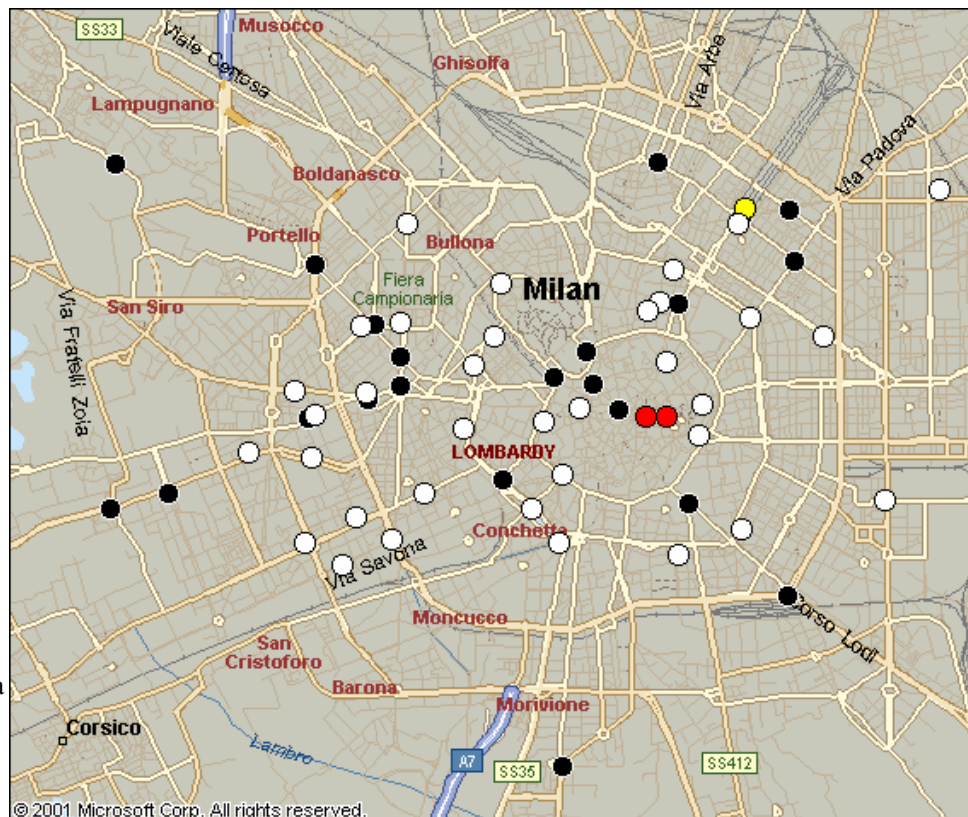 SS33
Musocco
Viale Certosa
Ghisolfa
Via Arbe
Lampugnano
Via Padova
Boldanasco
Portello
Bullona
Fiera
Campionaria
Milan
San Siro
Via Fratelli Zoia
LOMBARDY
Conchetta
Via Savona
Moncucco
Corso Lodi
San
Cristoforo
a
Barona
Morivione
Corsico
Lambro
A7
SS35
SS412
© 2001 Microsoft Corp. All rights reserved.